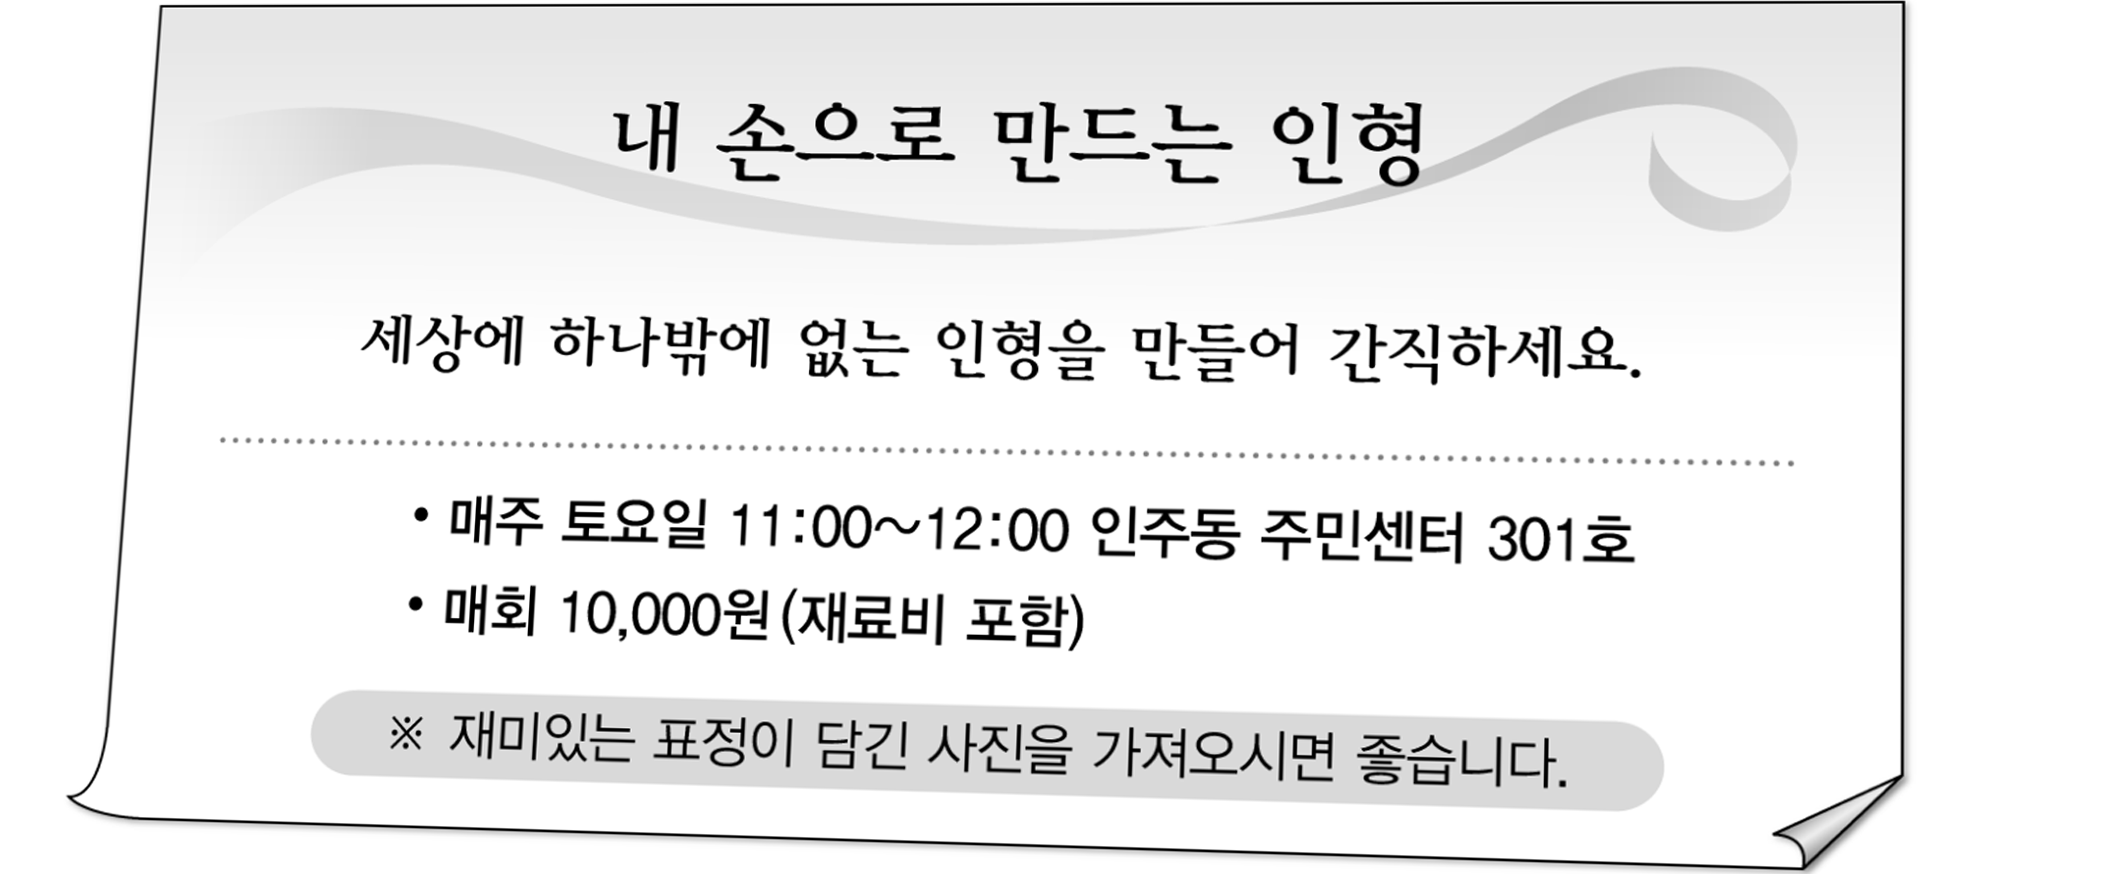 내 손으로 만드는 인형
세상에 하나밖에 없는 인형을 만들어 간직하세요.
• 매주 토요일 11:00~12:00 인주동 주민센터 301호
• 매회 10,000원(재료비 포함)
※ 재미있는 표정이 담긴 사진을 가져오시면 좋습니다.